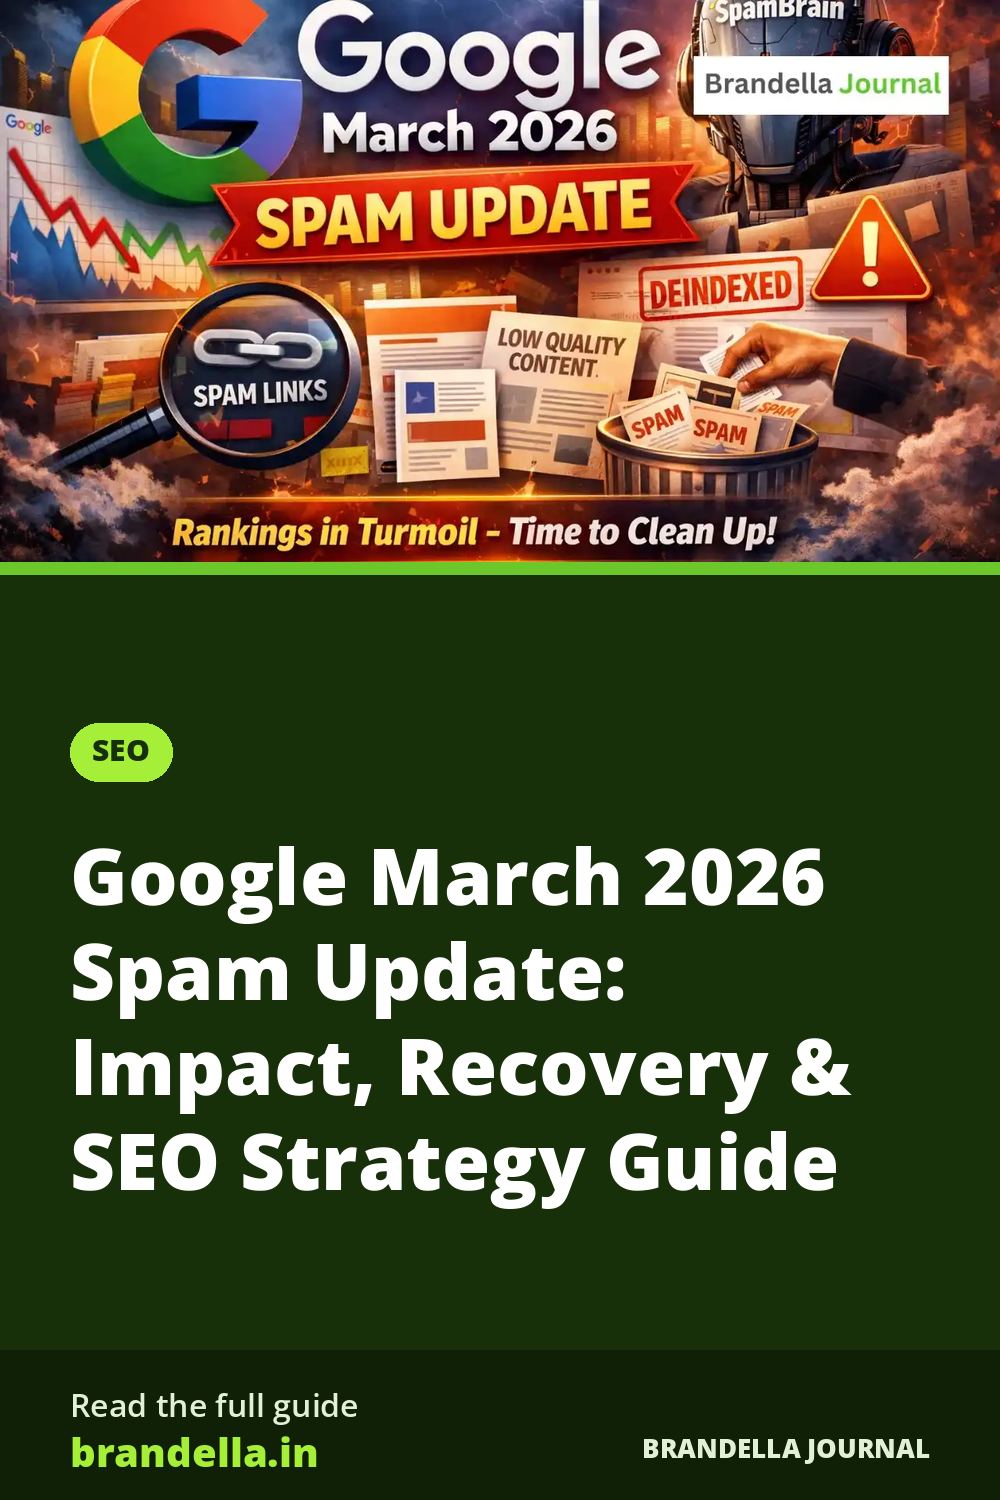 SpamBrain
Google
Brandella Journal
March 2026
Google
SPAM UPDATE
DEINDEXED
LOW QUALITY
CONTENT.
SPAM LINKS
SPAM
SPAM
SPAM
Rankings in Turmoil - Time to Clean Up!
SEO
Google March 2026
Spam Update:
Impact, Recovery &
SEO Strategy Guide
Read the full guide
brandella.in
BRANDELLA JOURNAL